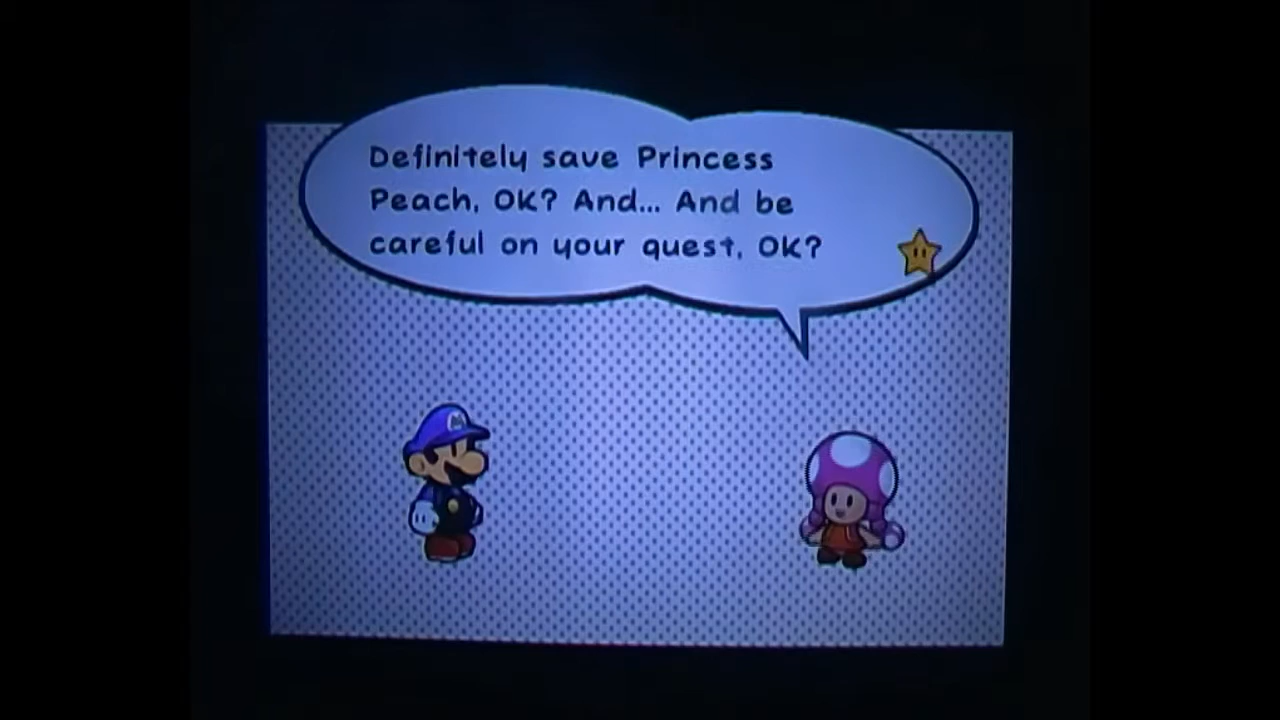 Definitely save Princess
Peach, OK? And... And be
careful on your quest, OK?